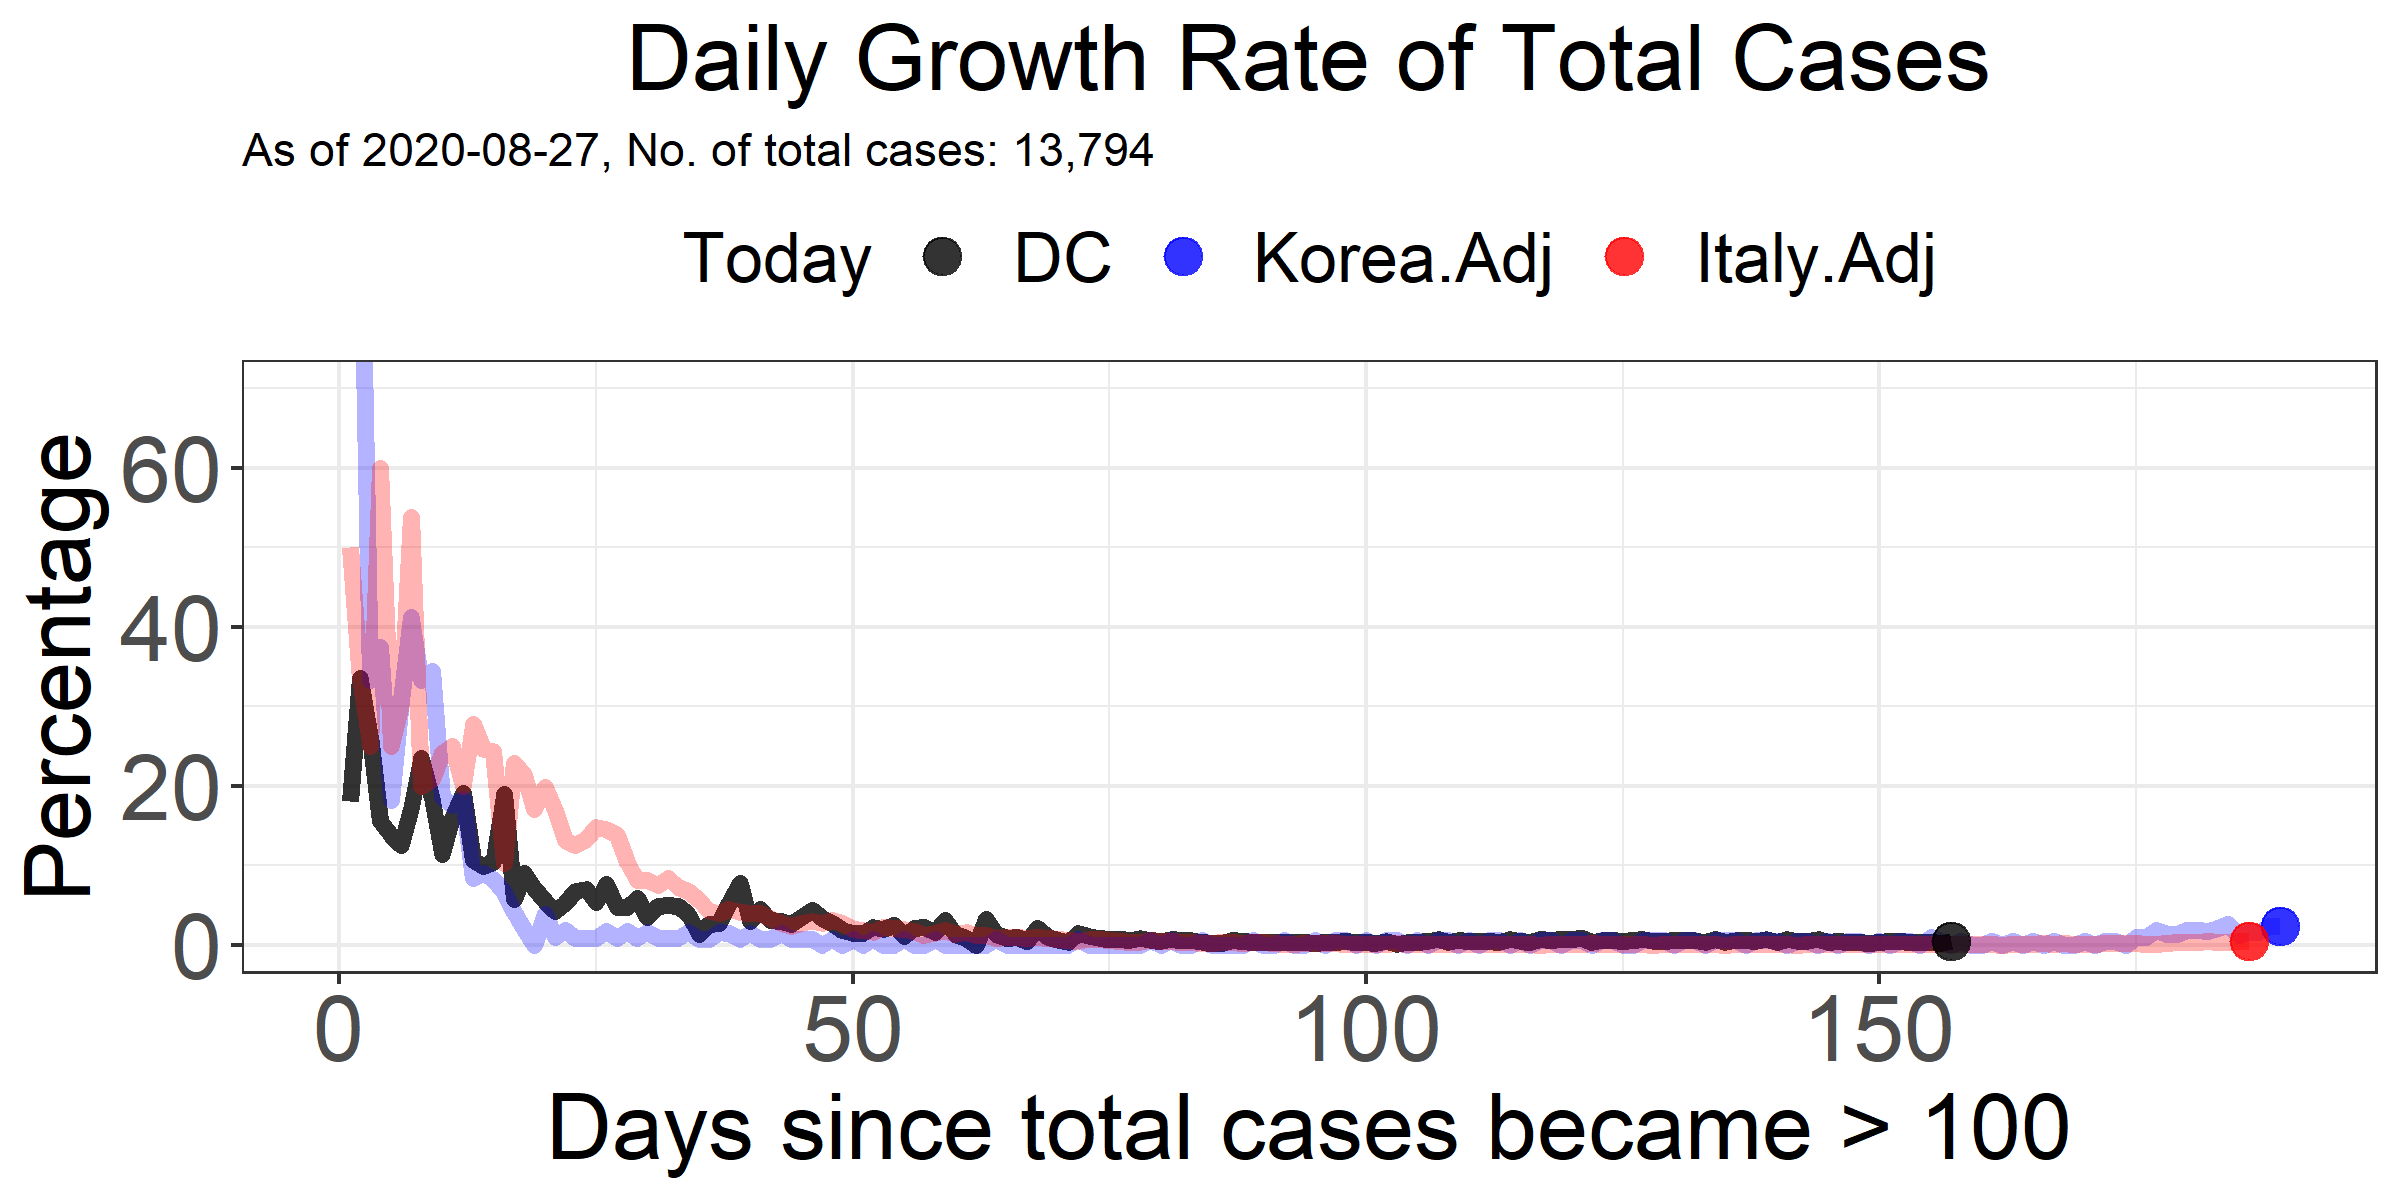 Daily Growth Rate of Total Cases
As of 2020-08-27, No. of total cases: 13,794
Today DC Korea.Adj Italy.Adj
Percentage
60
40
20
0
0 50 100 150
Days since total cases became > 100